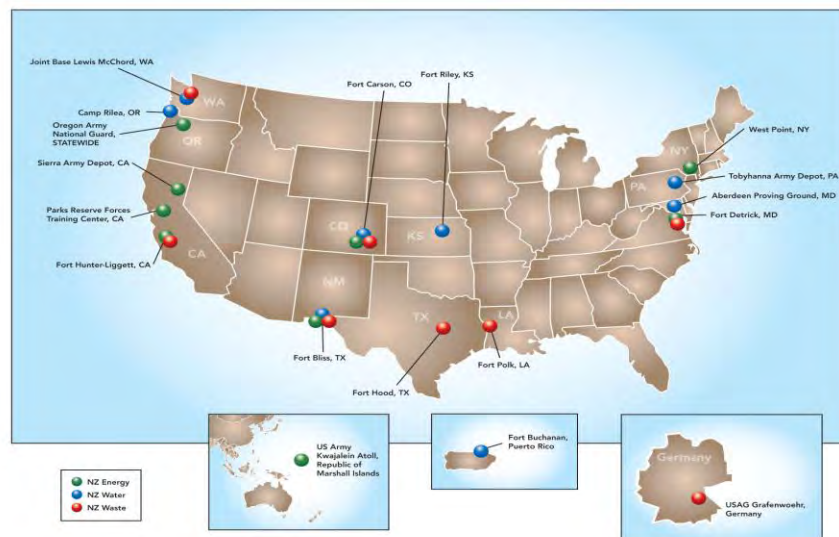 Joint Base Lewis McChord, WA
Fort Carson, CO
Fort Riley, KS
WA
Camp Rilea, OR
Oregon Army
National Guard,
STATEWIDE
OR
West Point, NY
NY
Sierra Army Depot, CA
PA
Tobyhanna Army Depot, PA
Aberdeen Proving Ground, MD
Parks Reserve Forces
Training Center, CA
Fort Detrick, MD
CO
KS
CA
Fort Hunter-Liggett, CA
NM
TX
LA
Fort Bliss, TX
Fort Polk, LA
Fort Hood, TX
US Army
Kwajalein Atoll,
Republic of
Marshall Islands
Fort Buchanan,
Puerto Rico
Germany
USAG Grafenwoehr,
Germany
NZ Energy
NZ Water
NZ Waste